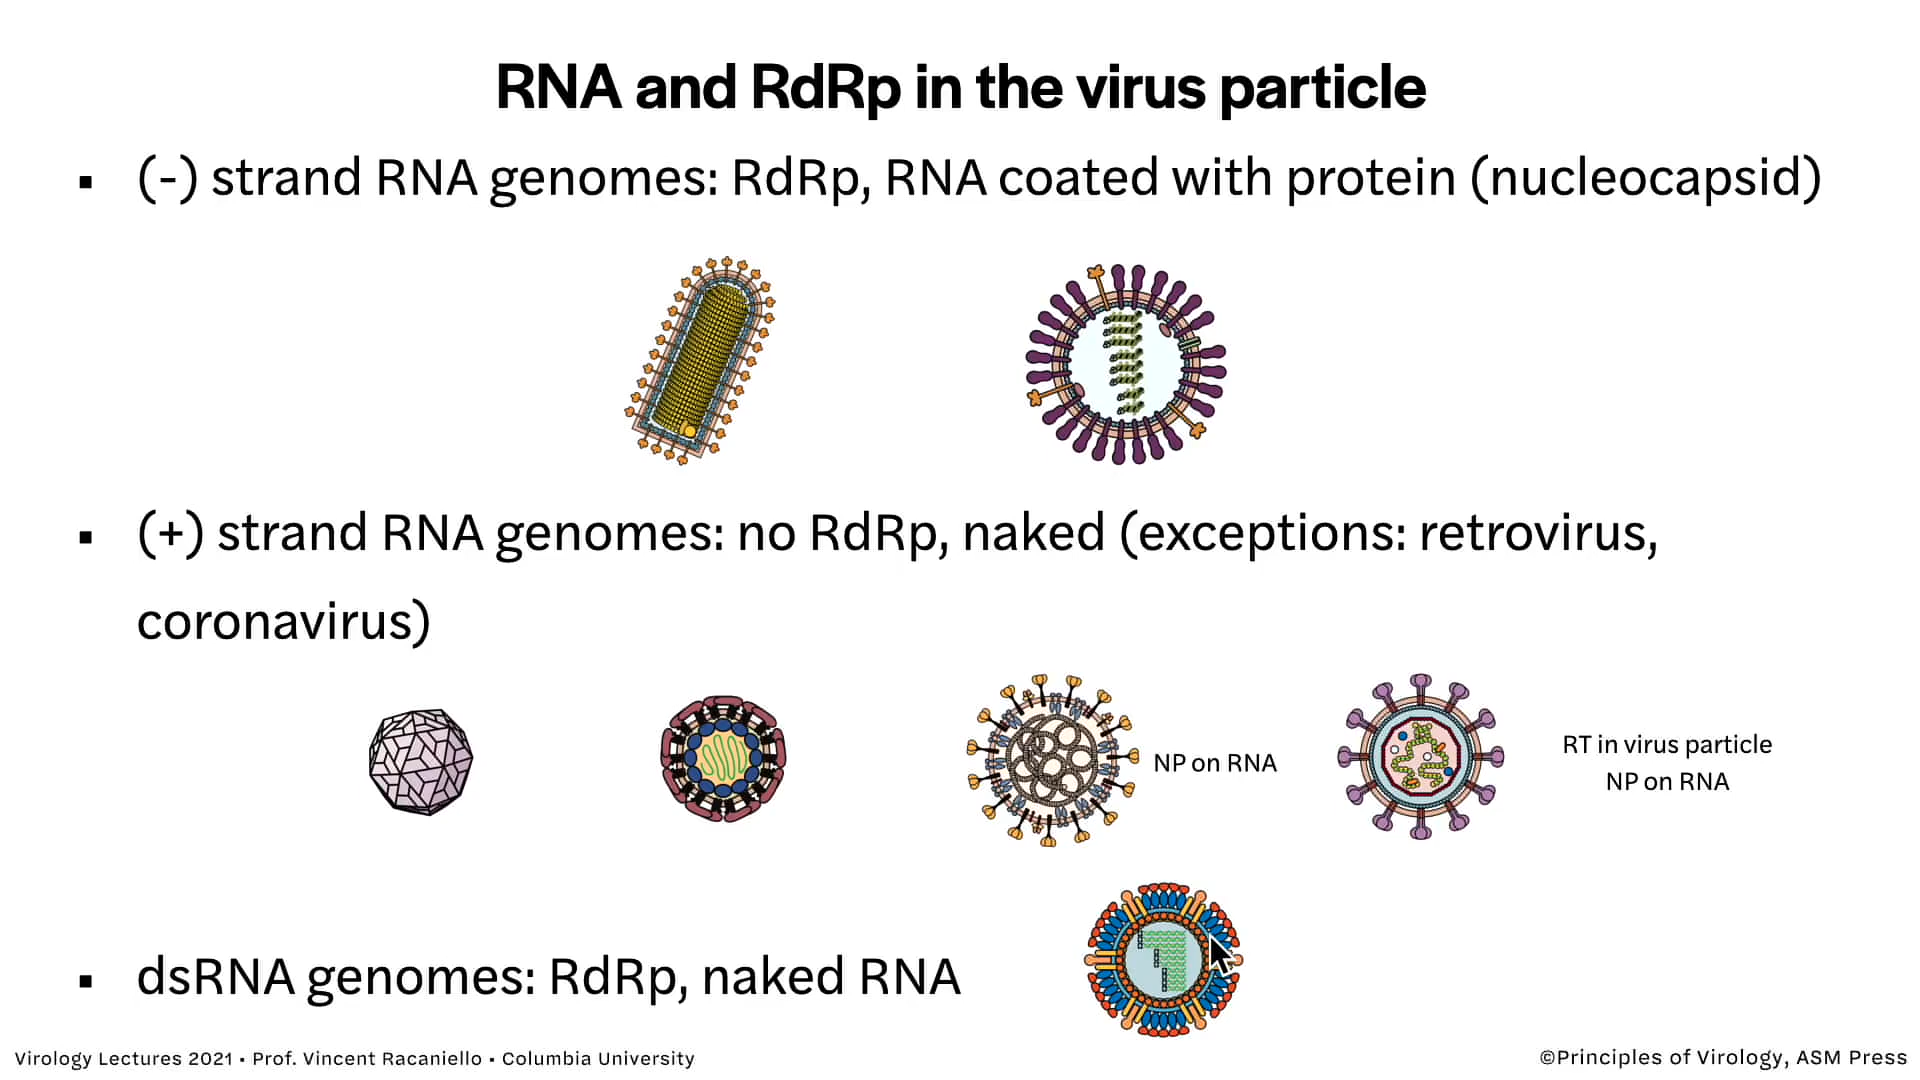 RNA and RdRp in the virus particle
▪ (-) strand RNA genomes: RdRp, RNA coated with protein (nucleocapsid)
▪ (+) strand RNA genomes: no RdRp, naked (exceptions: retrovirus,
coronavirus)
NP on RNA
RT in virus particle
NP on RNA
▪ dsRNA genomes: RdRp, naked RNA
Virology Lectures 2021 • Prof. Vincent Racaniello • Columbia University
©Principles of Virology, ASM Press